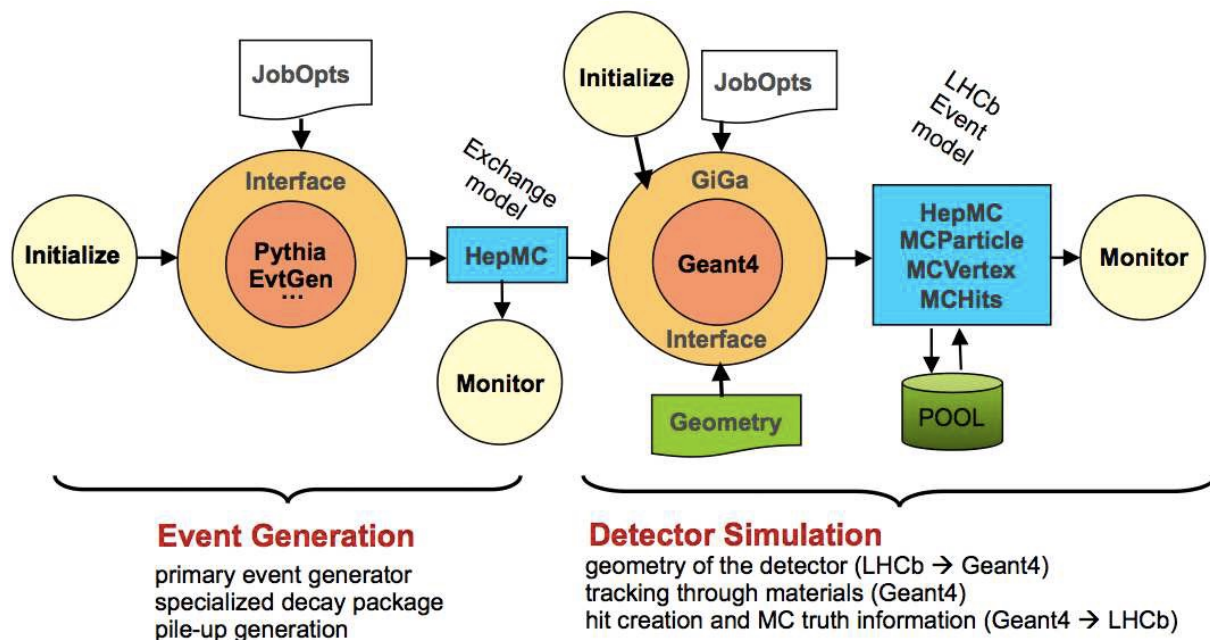 JobOpts
Interface
Initialize
Pythia
EvtGen
...
Exchange
model
HepMC
Monitor
Initialize
JobOpts
GiGa
Geant4
Interface
Geometry
LHCb
Event
model
HepMC
MCParticle
MCVertex
MCHits
Monitor
POOL
Event Generation
primary event generator
specialized decay package
pile-up generation
Detector Simulation
geometry of the detector (LHCb → Geant4)
tracking through materials (Geant4)
hit creation and MC truth information (Geant4 → LHCb)